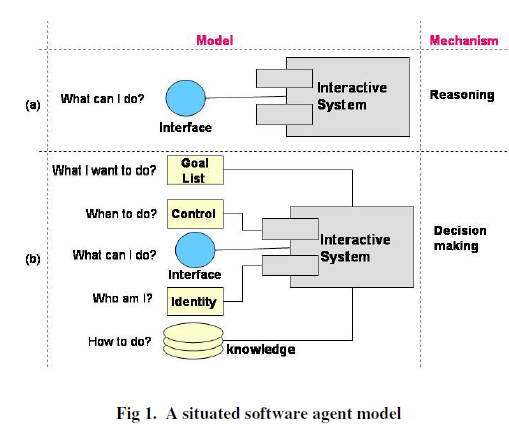 Model Mechanism
(a) What can I do? Interactive System Reasoning
Interface
What I want to do? Goal List
When to do? Control
(b) What can I do? Interactive System Decision making
Interface
Who am I? Identity
How to do? knowledge
Fig 1. A situated software agent model